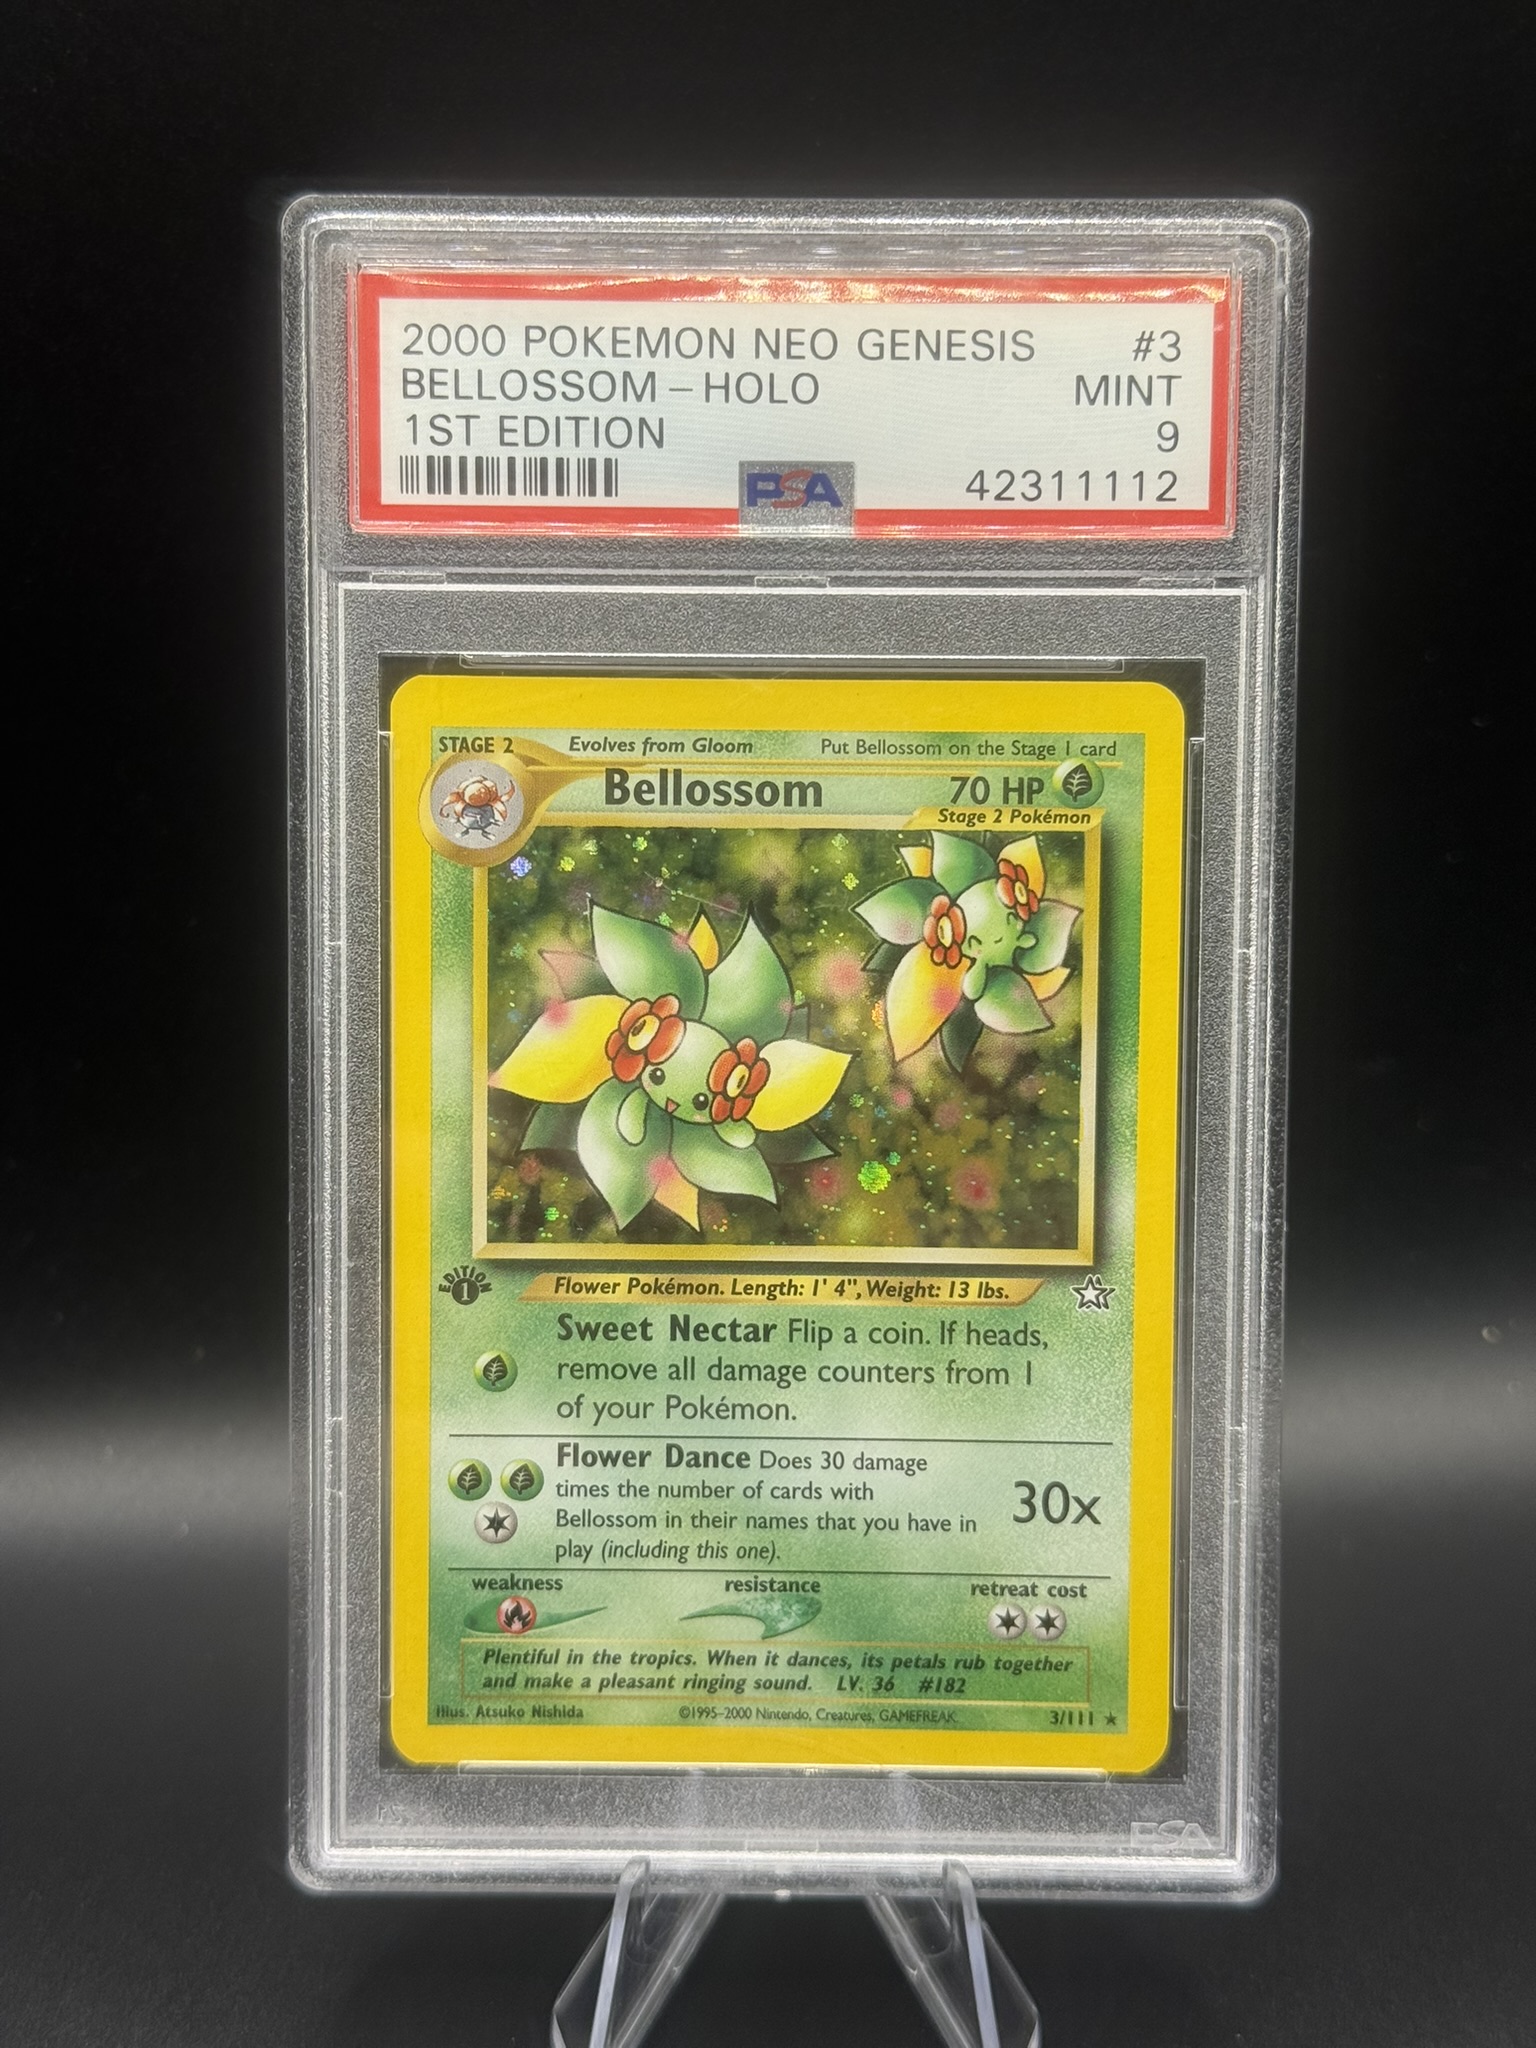 2000 POKEMON NEO GENESIS #3
BELLOSSOM - HOLO MINT
1ST EDITION 9
PSA 42311112
STAGE 2 Evolves from Gloom Put Bellossom on the Stage 1 card
Bellossom 70 HP
Stage 2 Pokémon
EDITION 1
Flower Pokémon. Length: 1' 4", Weight: 13 lbs.
Sweet Nectar Flip a coin. If heads,
remove all damage counters from 1
of your Pokémon.
Flower Dance Does 30 damage
times the number of cards with
Bellossom in their names that you have in
play (including this one).
30x
weakness resistance retreat cost
Plentiful in the tropics. When it dances, its petals rub together
and make a pleasant ringing sound. LV. 36 #182
Illus. Atsuko Nishida ©1995-2000 Nintendo, Creatures, GAMEFREAK. 3/111 ★
PSA